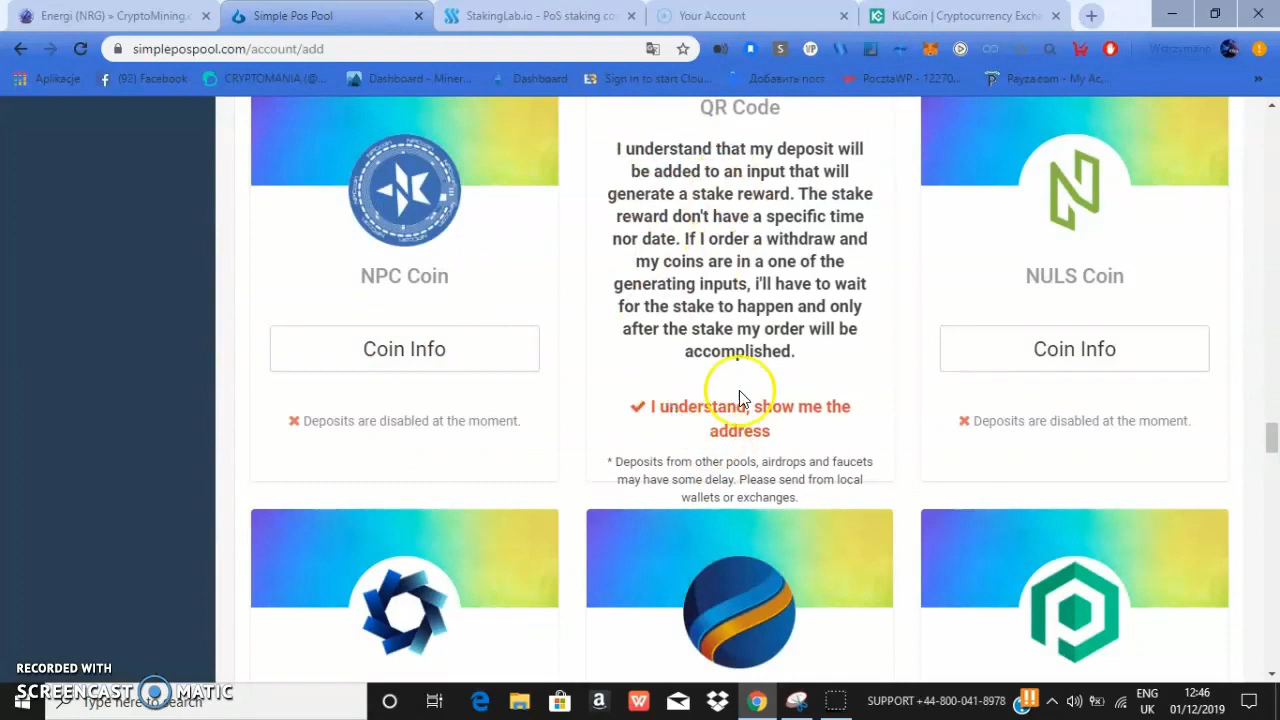 Energi (NRG) » CryptoMining.c
Simple Pos Pool
StakingLab.io - PoS staking co
Your Account
KuCoin | Cryptocurrency Excha
simplepospool.com/account/add
Wstrzymano
Aplikacje
(92) Facebook
CRYPTOMANIA,(@...
Dashboard - Miner...
Dashboard
Sign in to start Clou...
Добавить пост
PocztaWP - 12270...
Payza.com - My Ac...
QR Code
I understand that my deposit will
be added to an input that will
generate a stake reward. The stake
reward don't have a specific time
nor date. If I order a withdraw and
my coins are in a one of the
generating inputs, i'll have to wait
for the stake to happen and only
after the stake my order will be
accomplished.
I understand, show me the
address
* Deposits from other pools, airdrops and faucets
may have some delay. Please send from local
wallets or exchanges.
NPC Coin
Coin Info
Deposits are disabled at the moment.
NULS Coin
Coin Info
Deposits are disabled at the moment.
RECORDED WITH
SCREENCAST MATIC
Type here to search
SUPPORT +44-800-041-8978
ENG
UK
12:46
01/12/2019